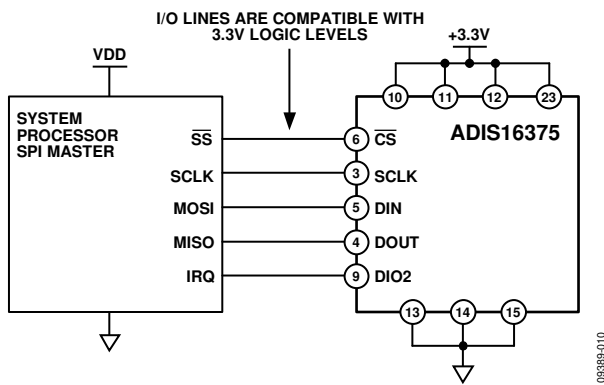 I/O LINES ARE COMPATIBLE WITH
3.3V LOGIC LEVELS
+3.3V
VDD
10 11 12 23
SYSTEM
PROCESSOR
SPI MASTER
ADIS16375
SS 6 CS
SCLK 3 SCLK
MOSI 5 DIN
MISO 4 DOUT
IRQ 9 DIO2
13 14 15
09389-010